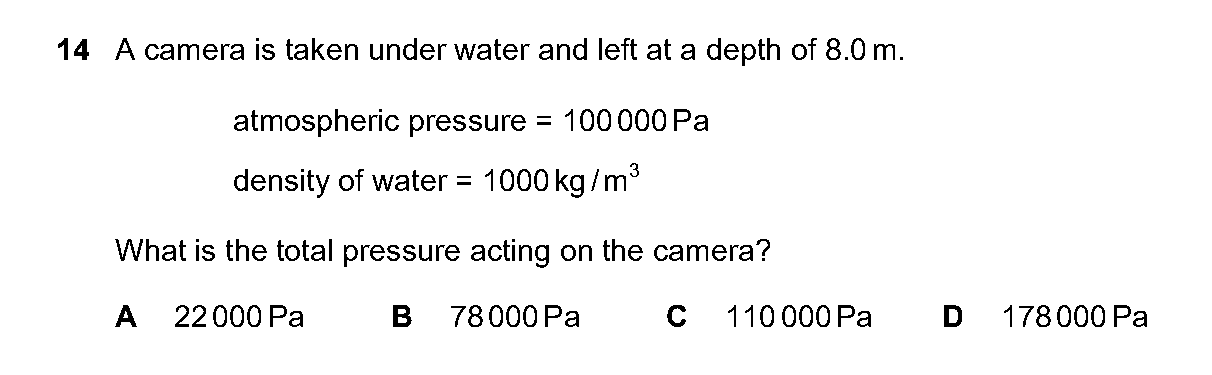 14 A camera is taken under water and left at a depth of 8.0 m.
atmospheric pressure = 100 000 Pa
density of water = 1000 kg / m³
What is the total pressure acting on the camera?
A 22 000 Pa B 78 000 Pa C 110 000 Pa D 178 000 Pa